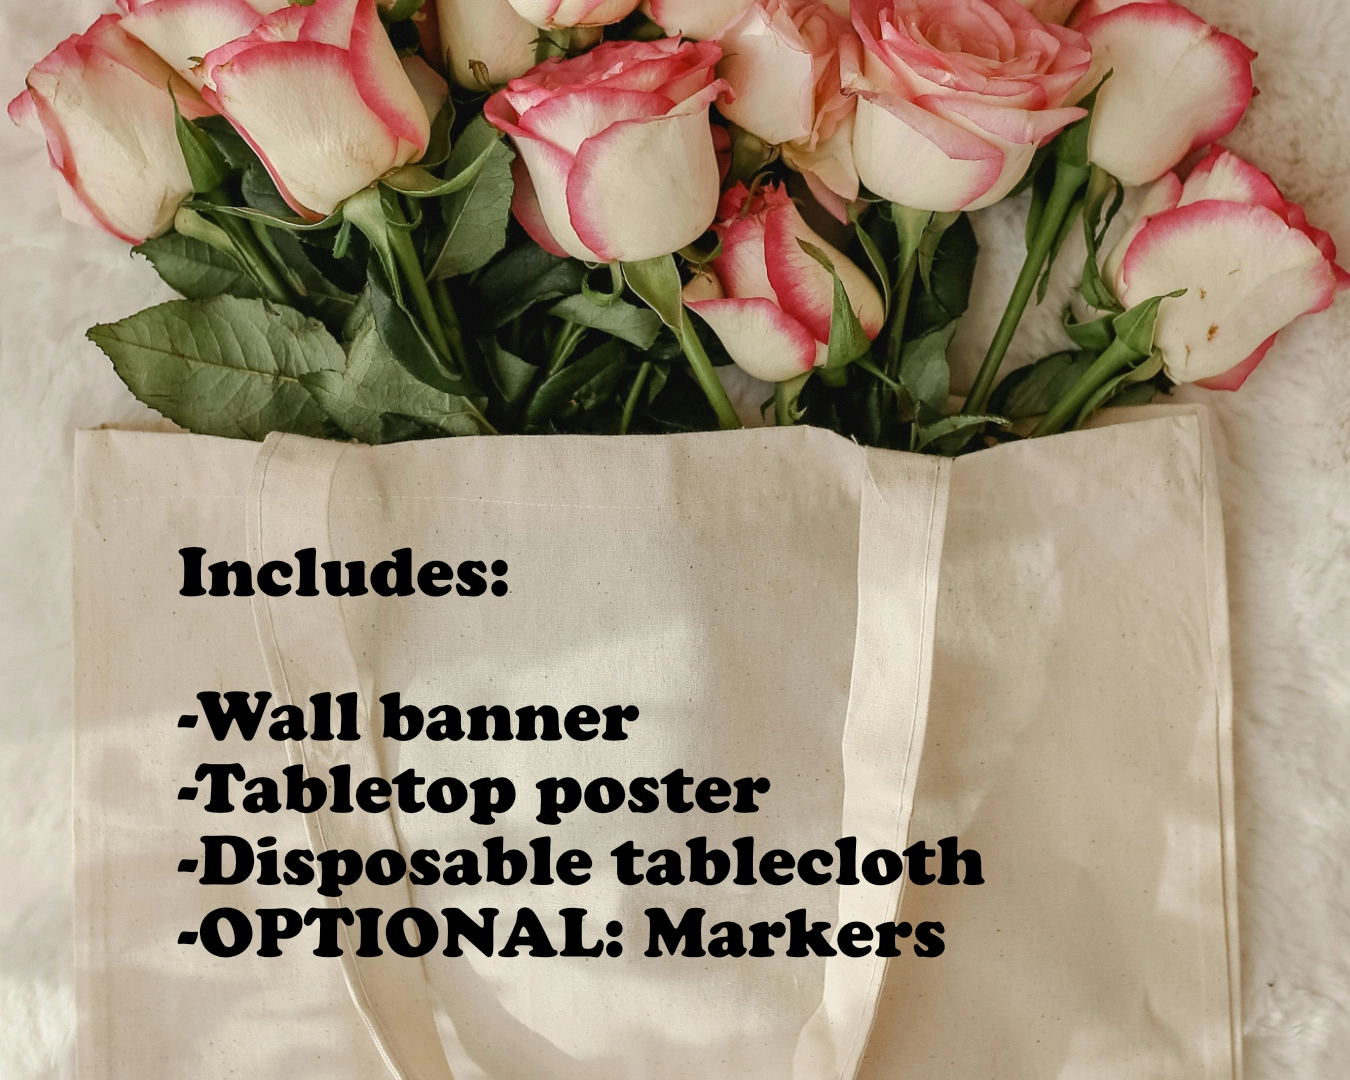 Includes:
-Wall banner
-Tabletop poster
-Disposable tablecloth
-OPTIONAL: Markers